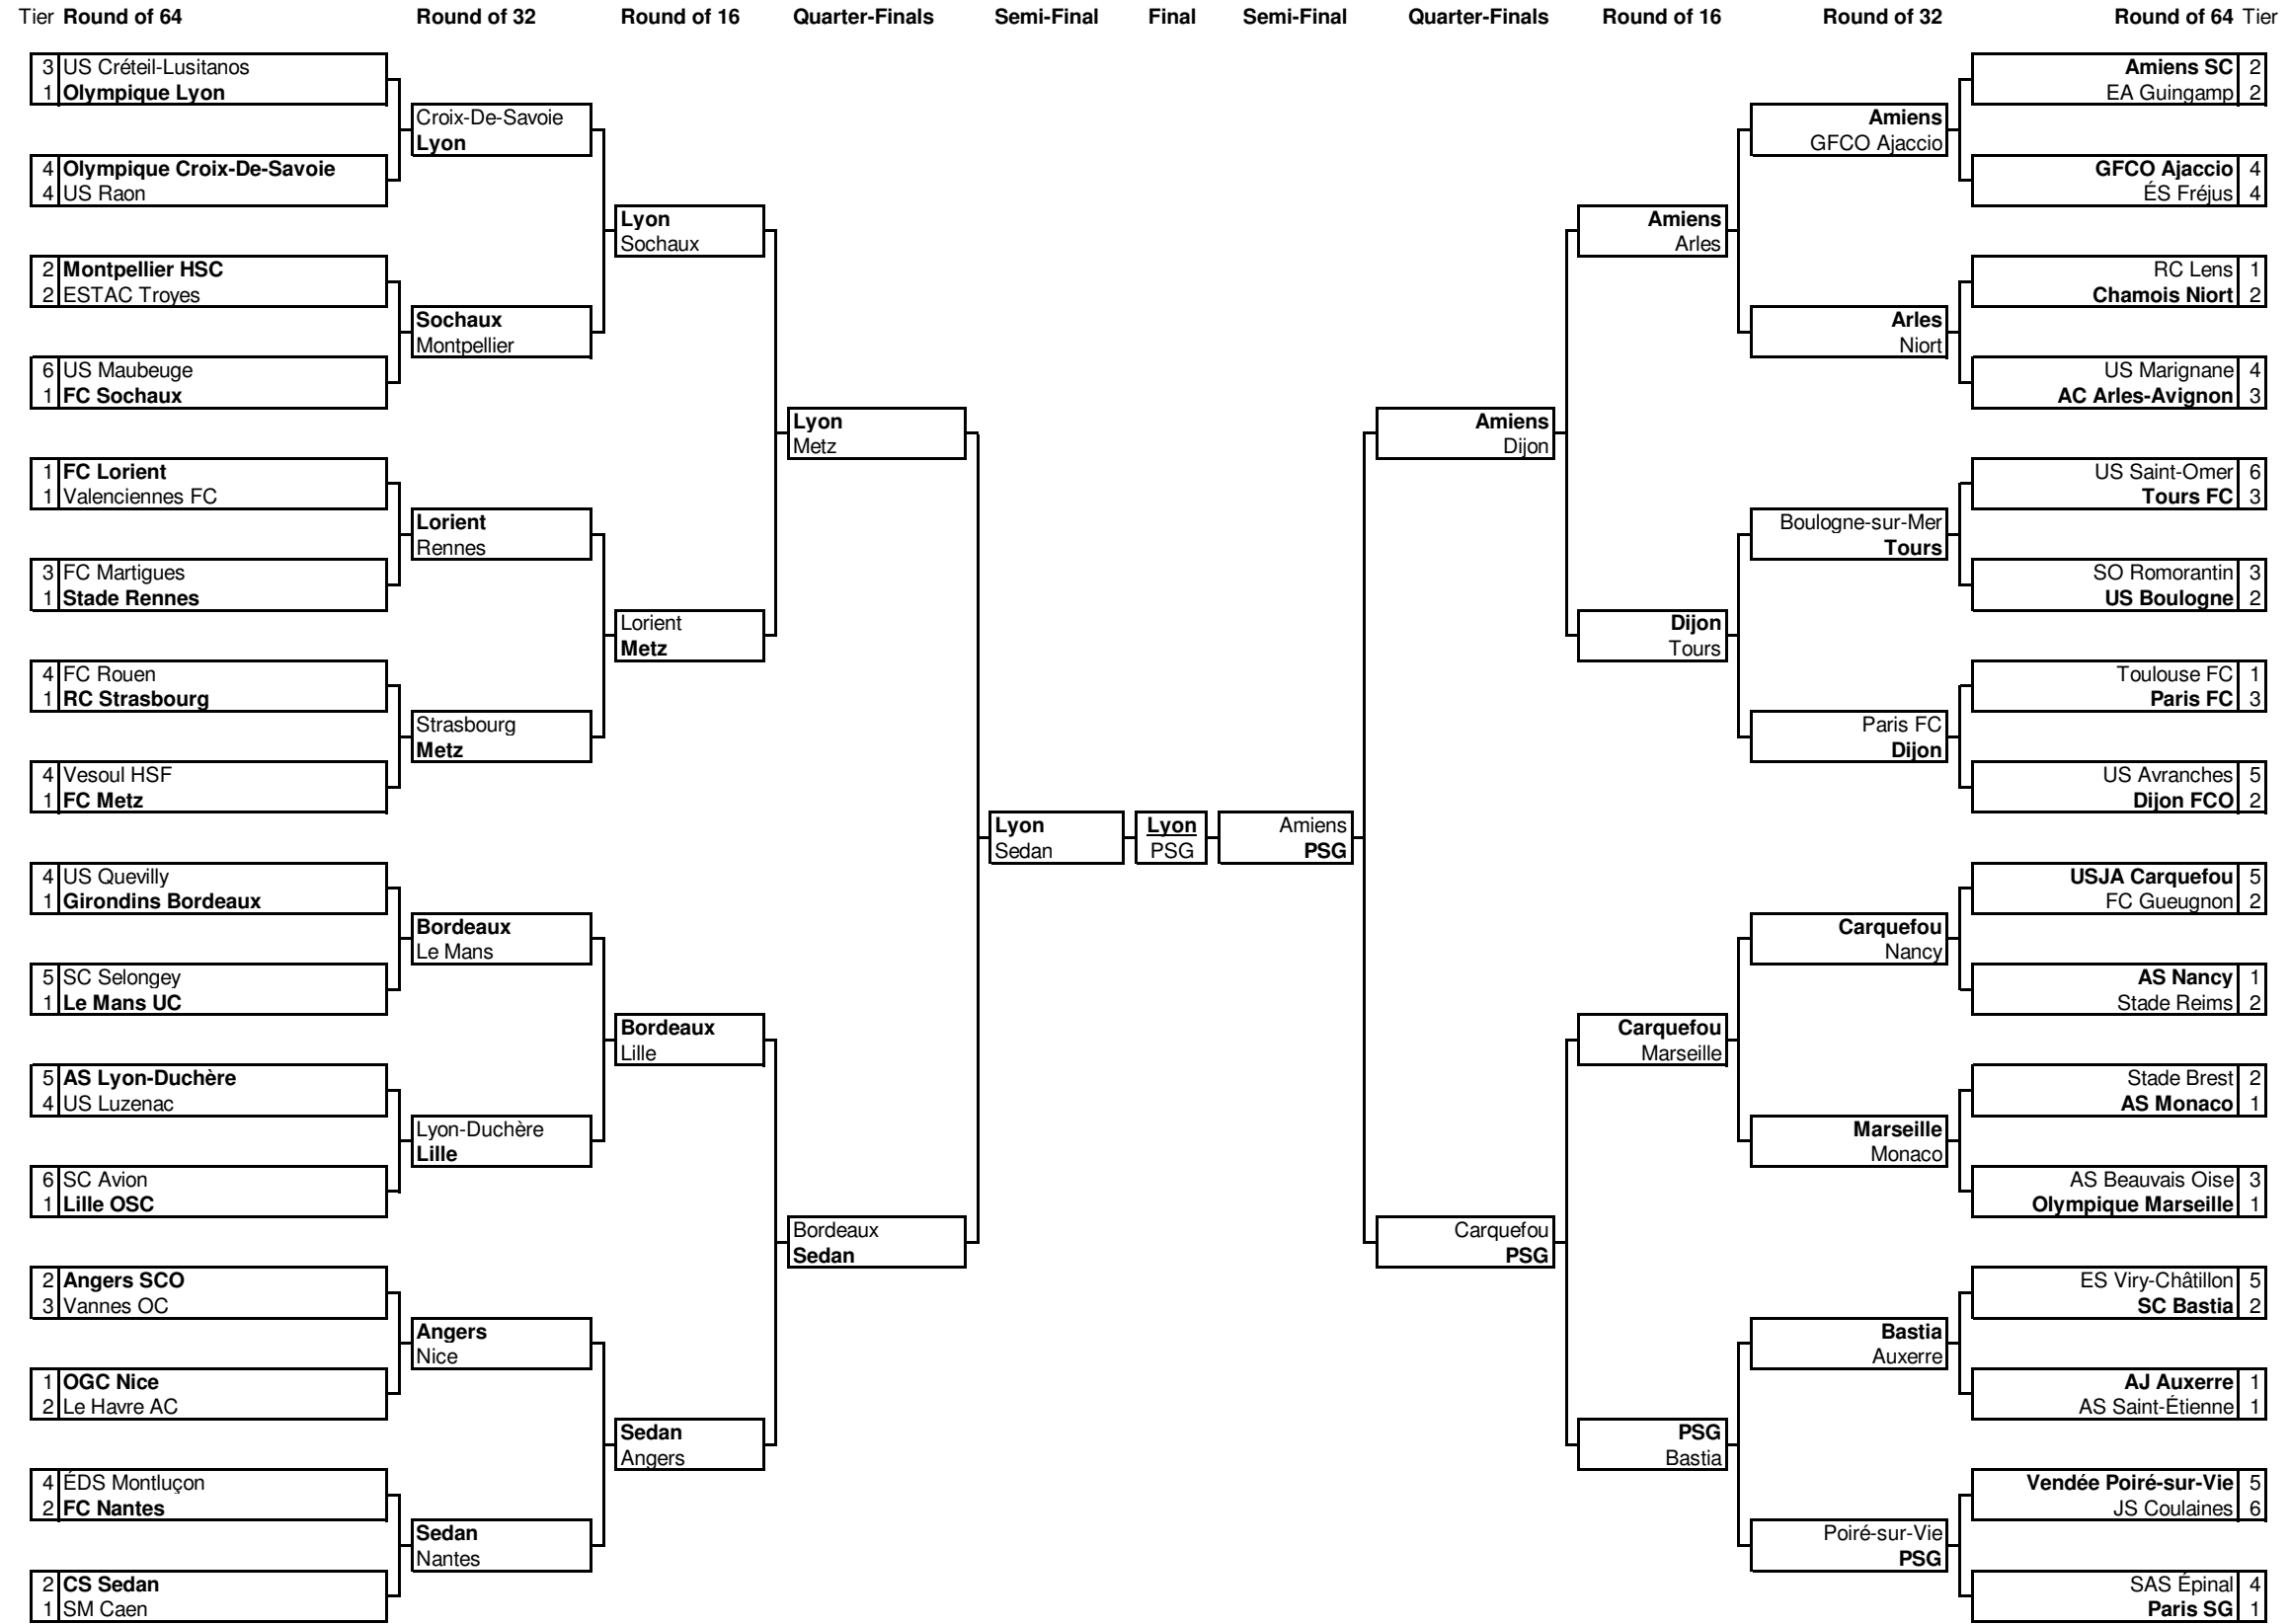 Tier Round of 64 Round of 32 Round of 16 Quarter-Finals Semi-Final Final Semi-Final Quarter-Finals Round of 16 Round of 32 Round of 64 Tier
3 US Créteil-Lusitanos
1 Olympique Lyon
4 Olympique Croix-De-Savoie
4 US Raon
2 Montpellier HSC
2 ESTAC Troyes
6 US Maubeuge
1 FC Sochaux
1 FC Lorient
1 Valenciennes FC
3 FC Martigues
1 Stade Rennes
4 FC Rouen
1 RC Strasbourg
4 Vesoul HSF
1 FC Metz
4 US Quevilly
1 Girondins Bordeaux
5 SC Selongey
1 Le Mans UC
5 AS Lyon-Duchère
4 US Luzenac
6 SC Avion
1 Lille OSC
2 Angers SCO
3 Vannes OC
1 OGC Nice
2 Le Havre AC
4 ÉDS Montluçon
2 FC Nantes
2 CS Sedan
1 SM Caen
Croix-De-Savoie
Lyon
Sochaux
Montpellier
Lorient
Rennes
Strasbourg
Metz
Bordeaux
Le Mans
Lyon-Duchère
Lille
Angers
Nice
Sedan
Nantes
Lyon
Sochaux
Lorient
Metz
Bordeaux
Lille
Sedan
Angers
Lyon
Metz
Bordeaux
Sedan
Lyon
Sedan
Lyon
PSG
Amiens
PSG
Amiens
Dijon
Carquefou
PSG
Amiens
Arles
Dijon
Tours
Carquefou
Marseille
PSG
Bastia
Amiens
GFCO Ajaccio
Arles
Niort
Boulogne-sur-Mer
Tours
Paris FC
Dijon
Carquefou
Nancy
Marseille
Monaco
Bastia
Auxerre
Poiré-sur-Vie
PSG
Amiens SC 2
EA Guingamp 2
GFCO Ajaccio 4
ÉS Fréjus 4
RC Lens 1
Chamois Niort 2
US Marignane 4
AC Arles-Avignon 3
US Saint-Omer 6
Tours FC 3
SO Romorantin 3
US Boulogne 2
Toulouse FC 1
Paris FC 3
US Avranches 5
Dijon FCO 2
USJA Carquefou 5
FC Gueugnon 2
AS Nancy 1
Stade Reims 2
Stade Brest 2
AS Monaco 1
AS Beauvais Oise 3
Olympique Marseille 1
ES Viry-Châtillon 5
SC Bastia 2
AJ Auxerre 1
AS Saint-Étienne 1
Vendée Poiré-sur-Vie 5
JS Coulaines 6
SAS Épinal 4
Paris SG 1